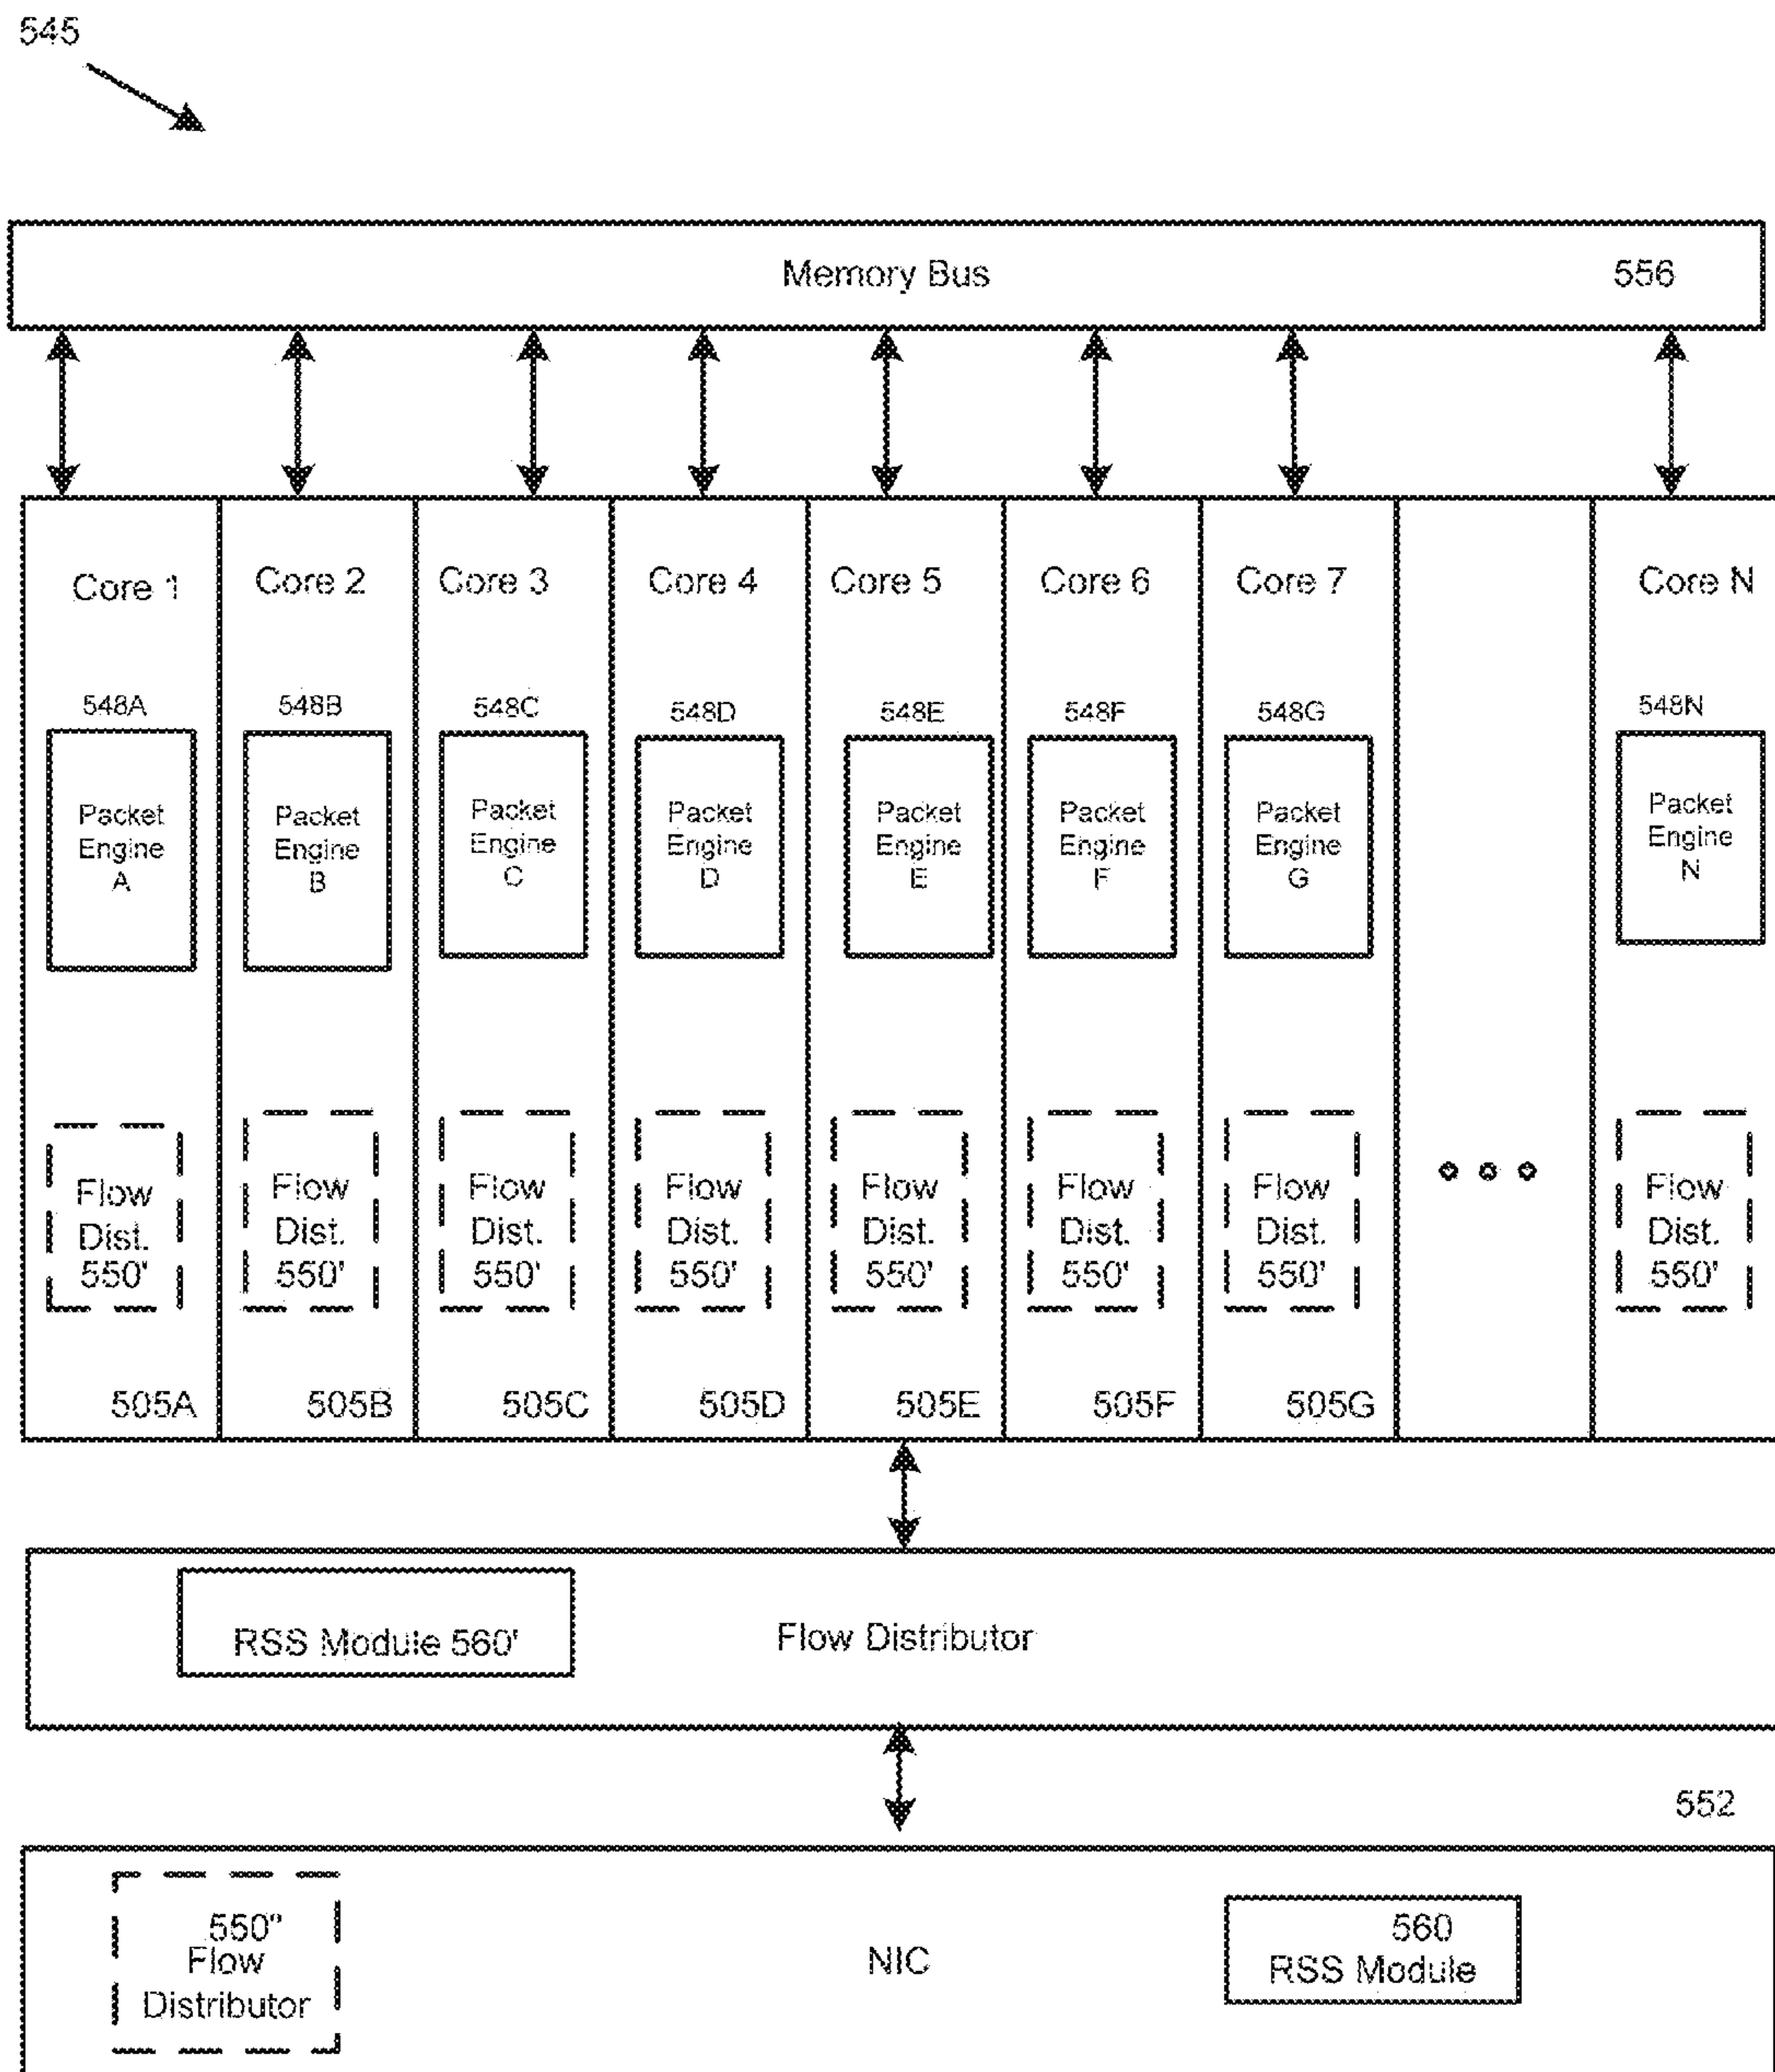 545
Memory Bus 556
Core 1 Core 2 Core 3 Core 4 Core 5 Core 6 Core 7 Core N
548A 548B 548C 548D 548E 548F 548G 548N
Packet Packet Packet Packet Packet Packet Packet Packet
Engine Engine Engine Engine Engine Engine Engine Engine
A B C D E F G N
Flow Flow Flow Flow Flow Flow Flow Flow
Dist. Dist. Dist. Dist. Dist. Dist. Dist. Dist.
550' 550' 550' 550' 550' 550' 550' 550'
505A 505B 505C 505D 505E 505F 505G
RSS Module 560' Flow Distributor
552
550"
Flow
Distributor
NIC
560
RSS Module